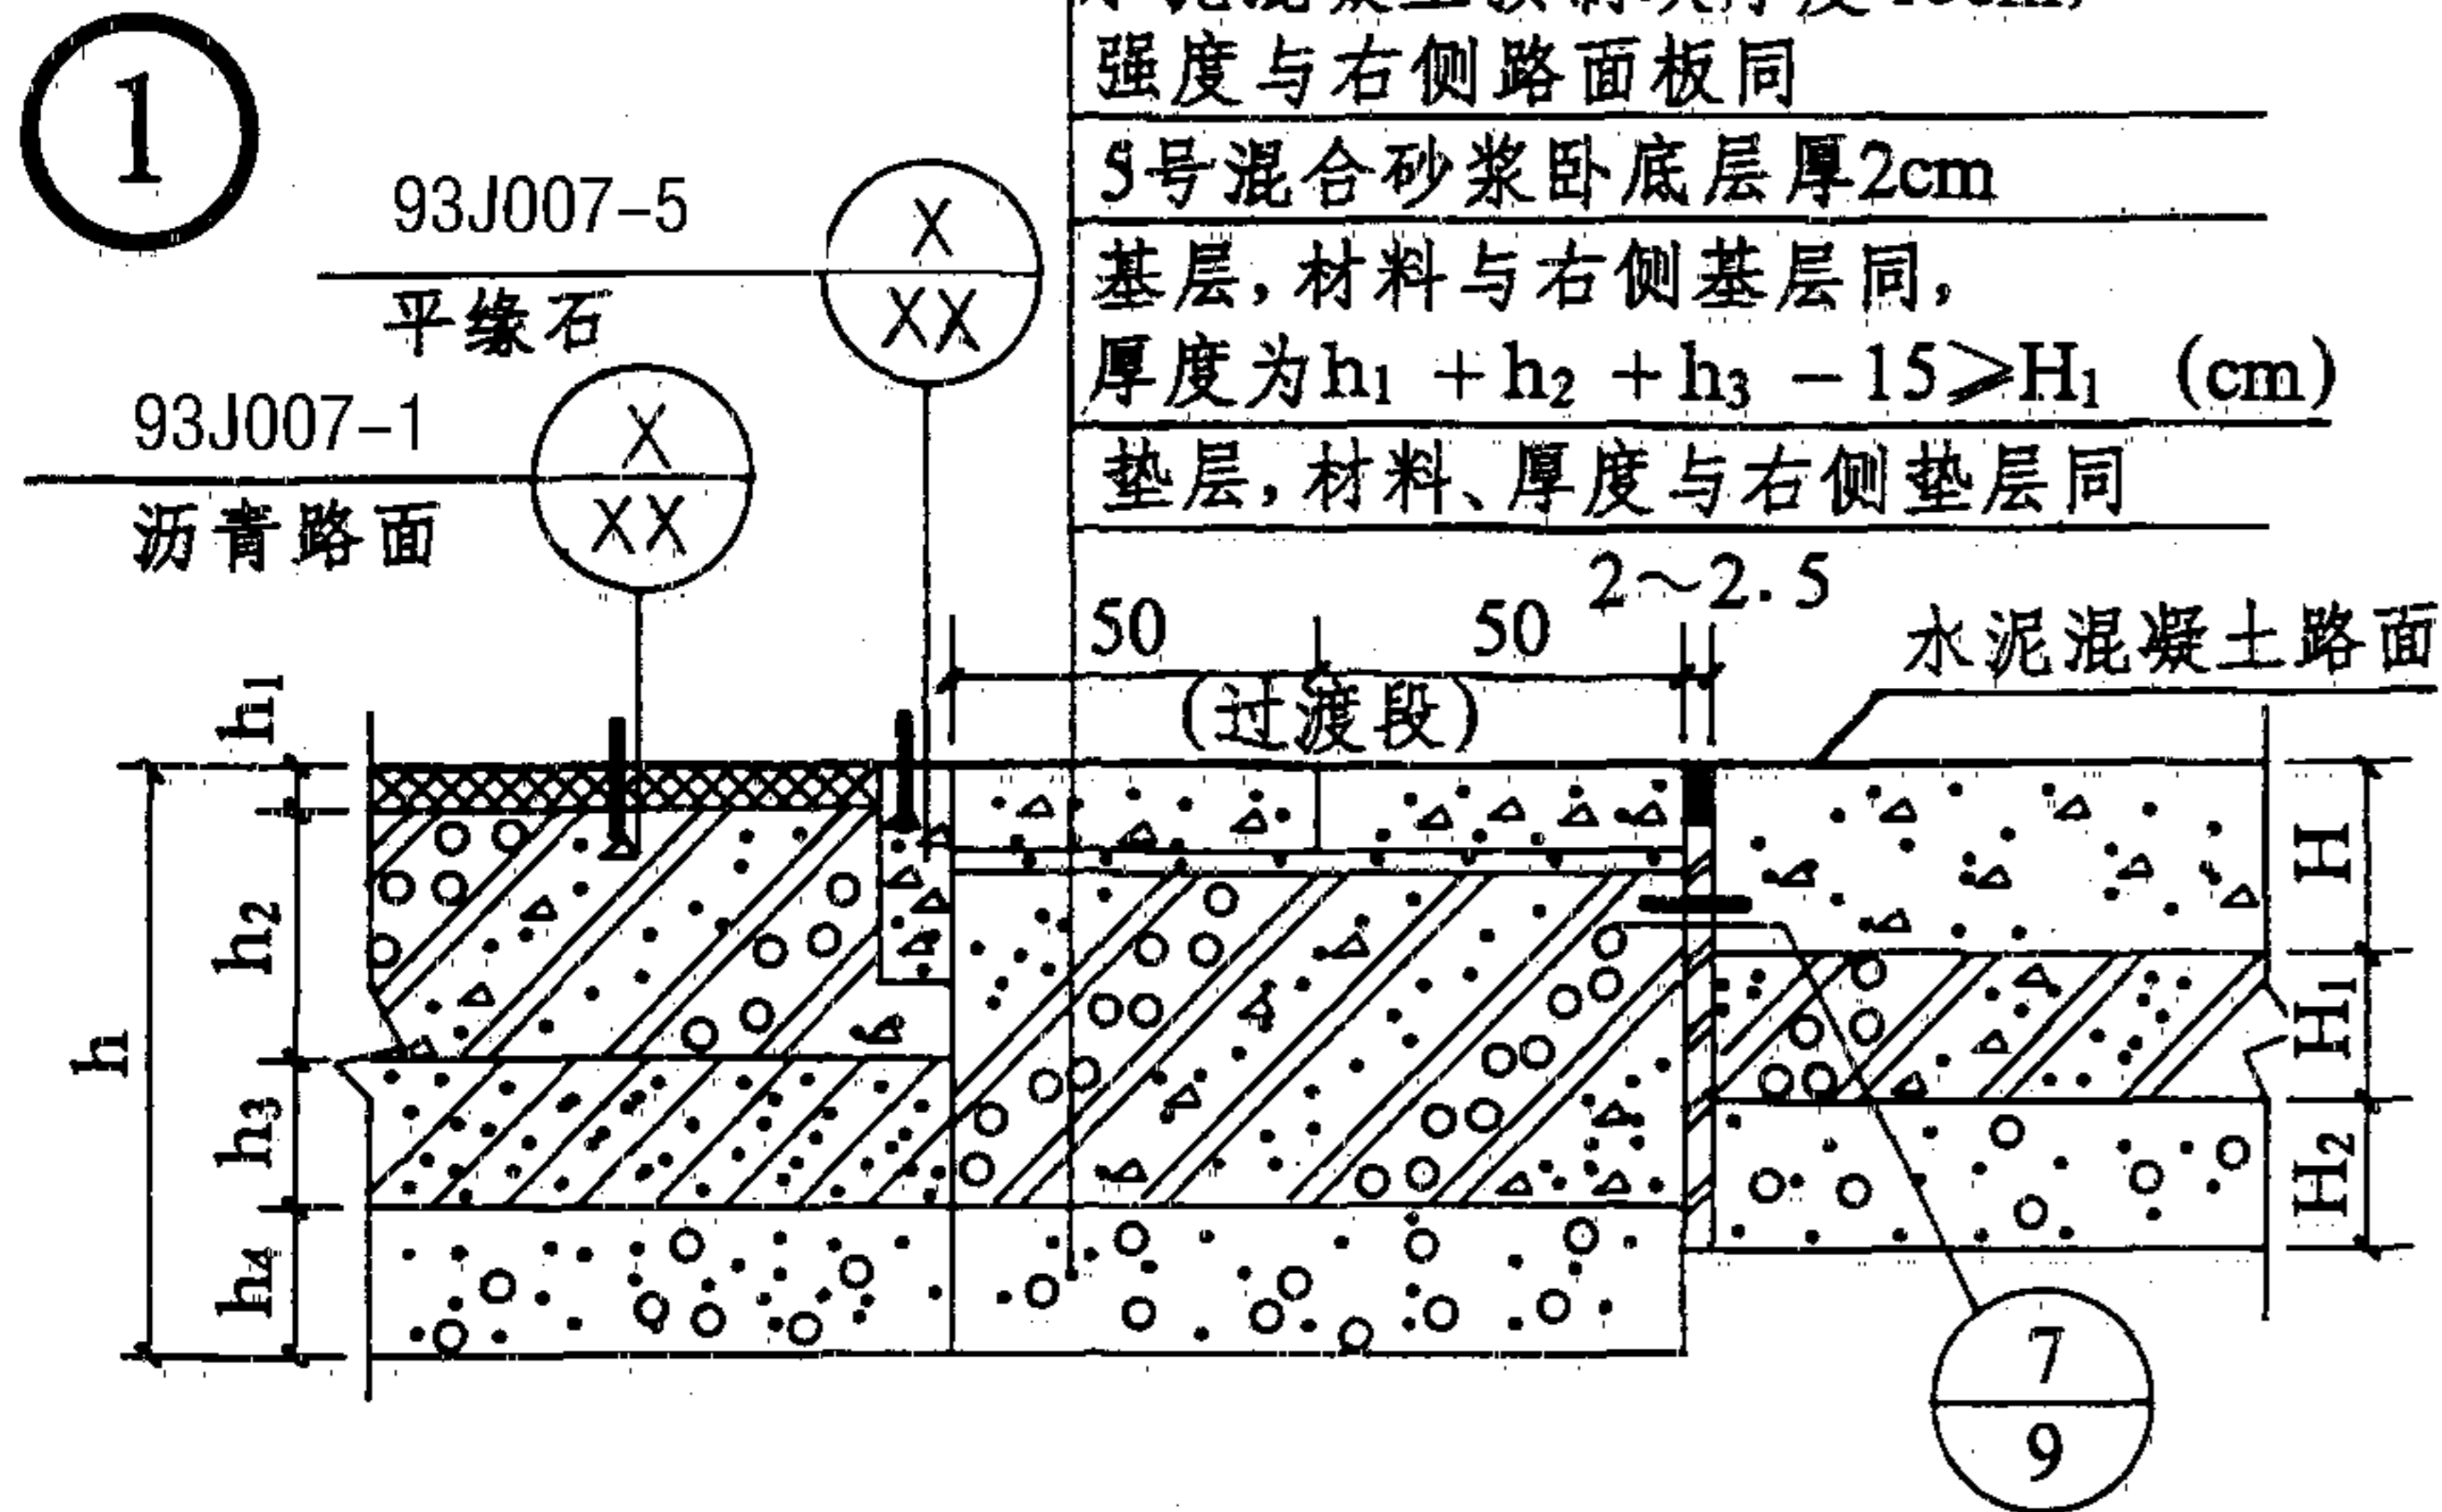 1
强度与右侧路面板同
5号混合砂浆卧底层厚2cm
基层,材料与右侧基层同,
厚度为h₁ + h₂ + h₃ - 15⩾H₁ (cm)
垫层,材料、厚度与右侧垫层同
93J007-5
平缘石
X
XX
93J007-1
沥青路面
X
XX
50
50
2~2.5
(过渡段)
水泥混凝土路面
h
h₁
h₂
h₃
h₄
H
H₁
H₂
7
9